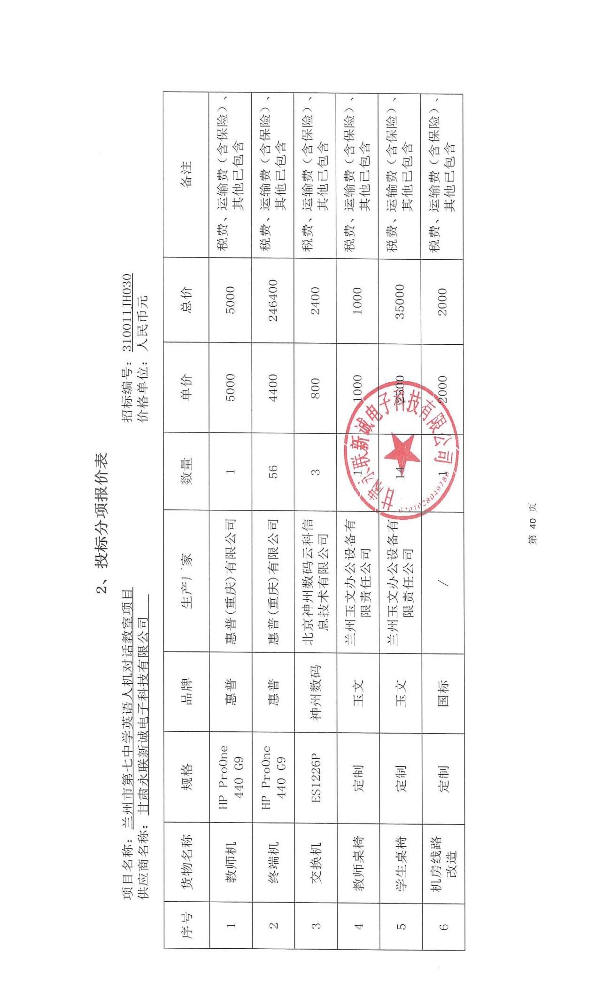 2、投标分项报价表
项目名称：兰州市第七中学英语人机对话教室项目 招标编号：310011JH030
供应商名称：甘肃永联新诚电子科技有限公司 价格单位：人民币元
序号 货物名称 规格 品牌 生产厂家 数量 单价 总价 备注
1 教师机 HP ProOne 440 G9 惠普 惠普(重庆)有限公司 1 5000 5000 税费、运输费（含保险）、其他已包含
2 终端机 HP ProOne 440 G9 惠普 惠普(重庆)有限公司 56 4400 246400 税费、运输费（含保险）、其他已包含
3 交换机 ES1226P 神州数码 北京神州数码云科信息技术有限公司 3 800 2400 税费、运输费（含保险）、其他已包含
4 教师桌椅 定制 玉文 兰州玉文办公设备有限责任公司 1 1000 1000 税费、运输费（含保险）、其他已包含
5 学生桌椅 定制 玉文 兰州玉文办公设备有限责任公司 14 2500 35000 税费、运输费（含保险）、其他已包含
6 机房线路改造 定制 国标 / 1 2000 2000 税费、运输费（含保险）、其他已包含
甘肃永联新诚电子科技有限公司
第 40 页